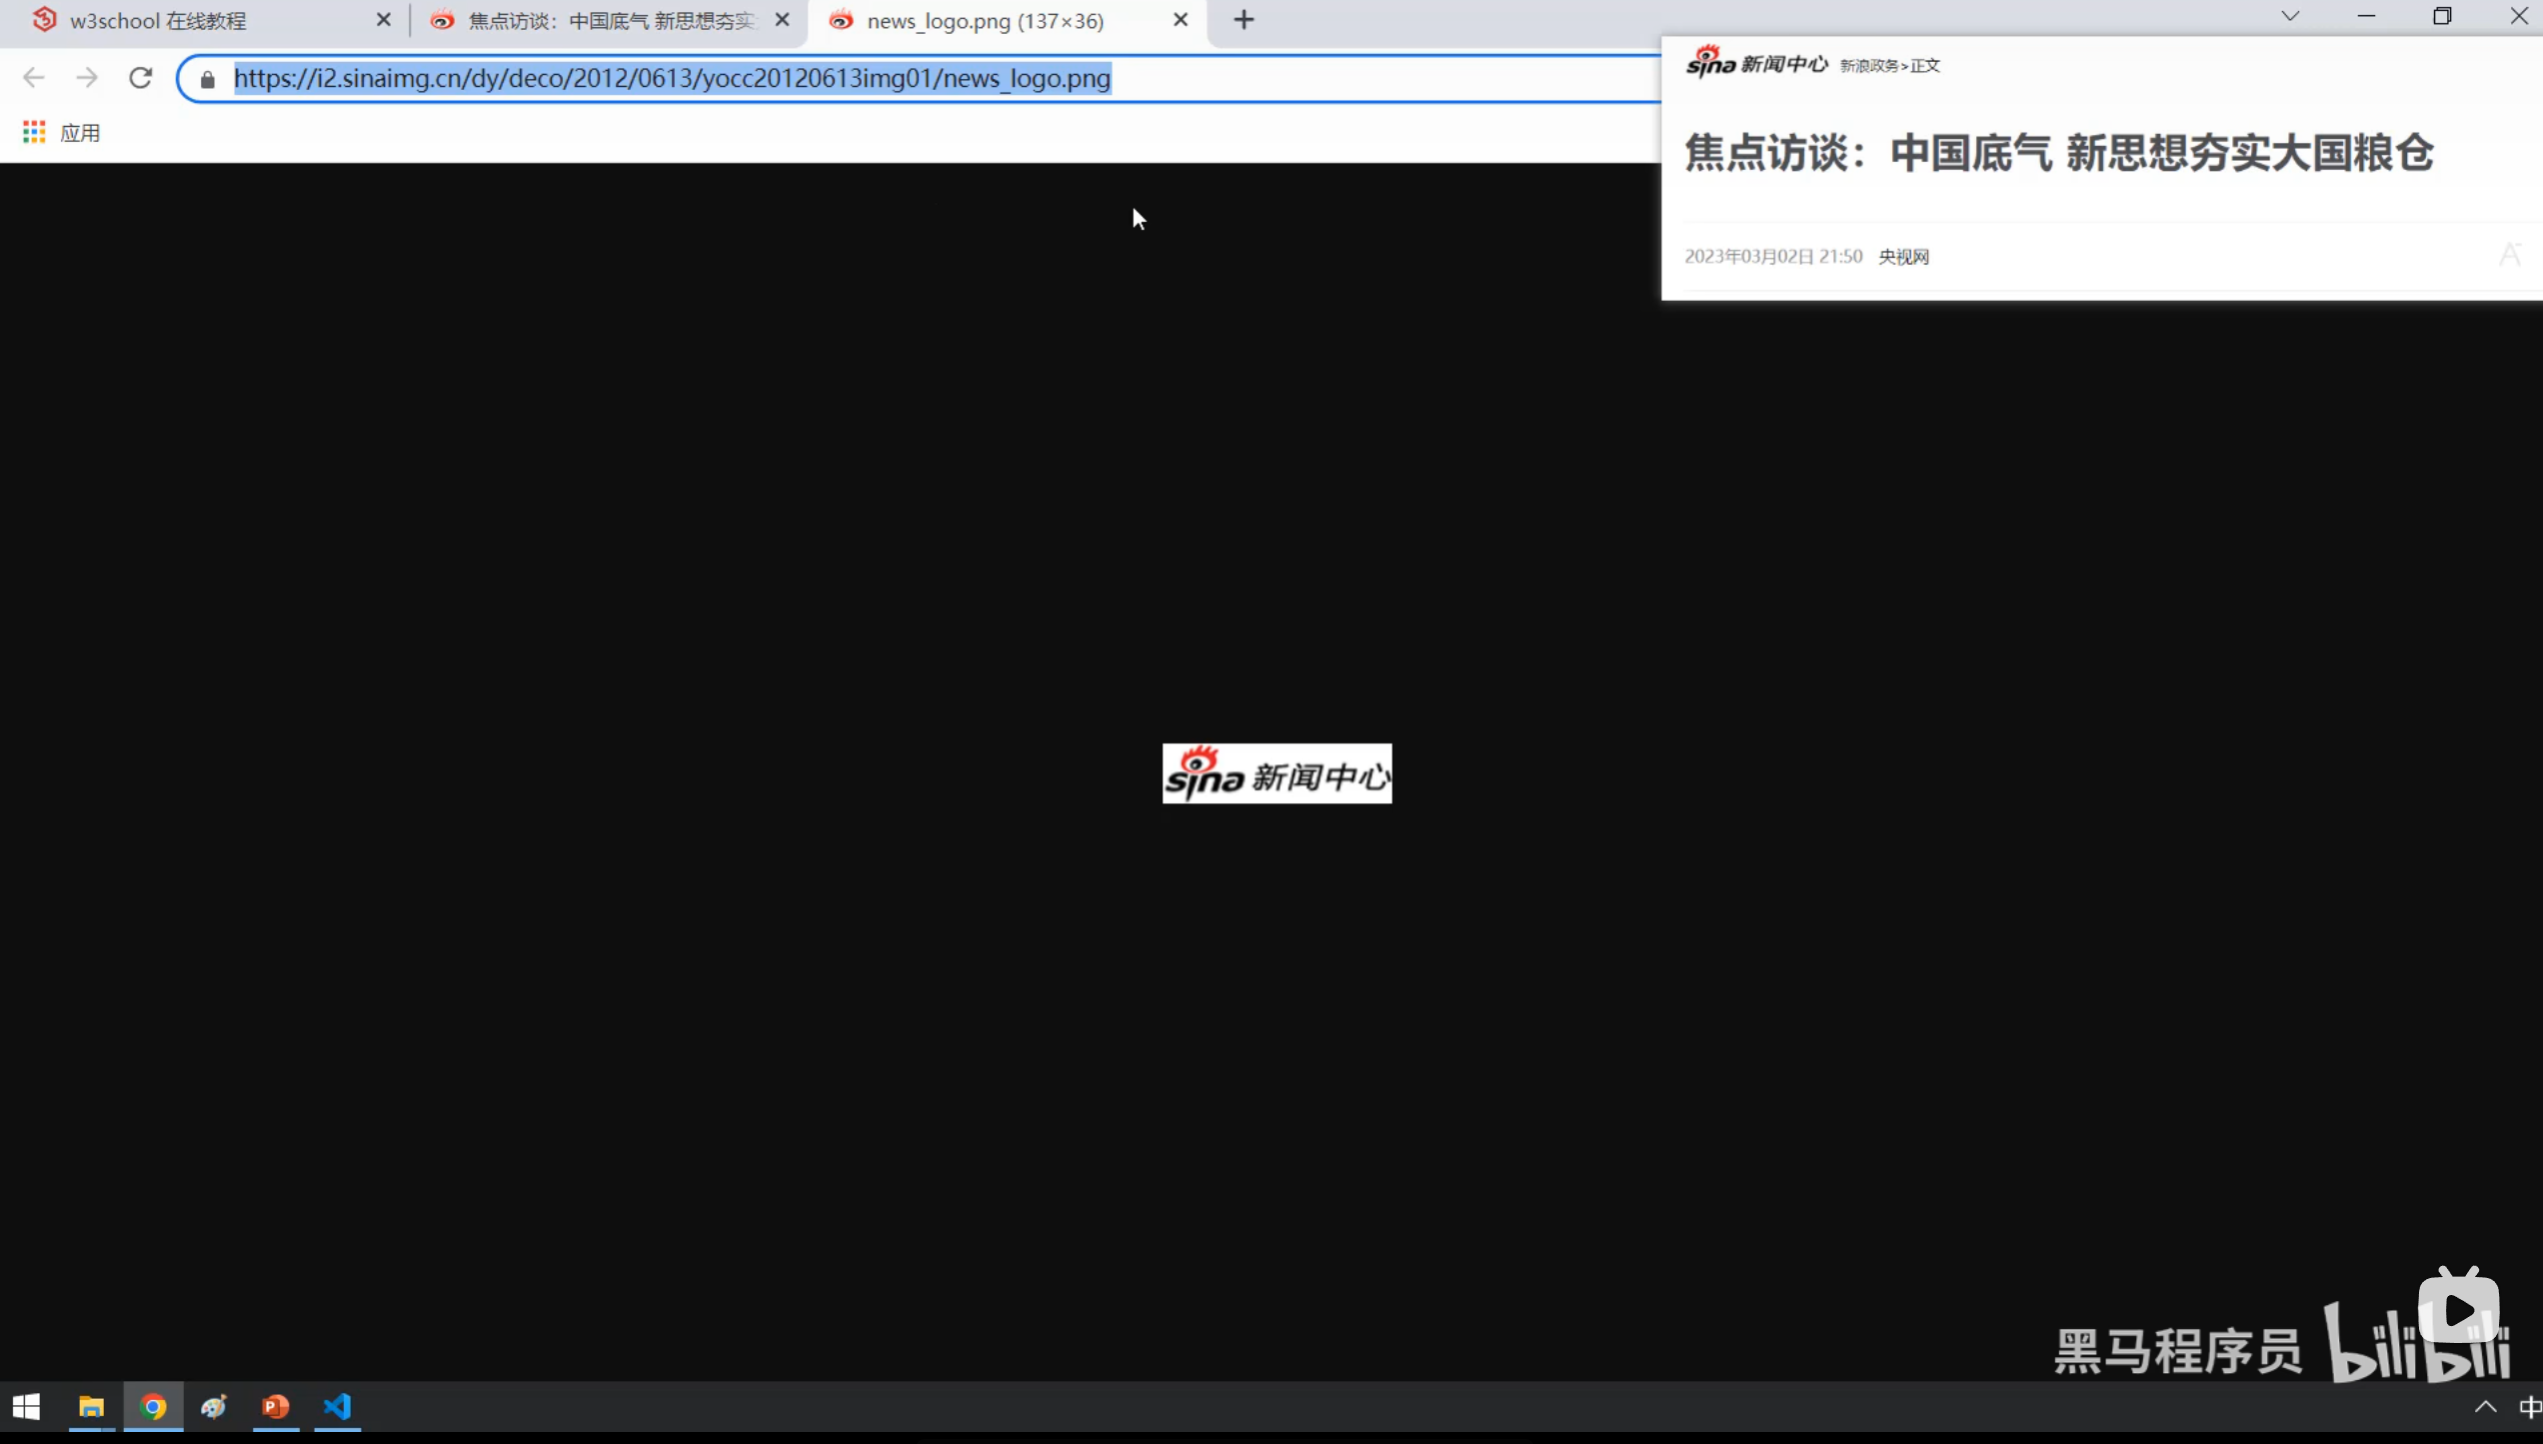 w3school 在线教程
焦点访谈：中国底气 新思想夯实
news_logo.png (137×36)
https://i2.sinaimg.cn/dy/deco/2012/0613/yocc20120613img01/news_logo.png
应用
sina 新闻中心 新浪政务>正文
焦点访谈：中国底气 新思想夯实大国粮仓
2023年03月02日 21:50 央视网
A-
sina 新闻中心
黑马程序员 bilibili
中